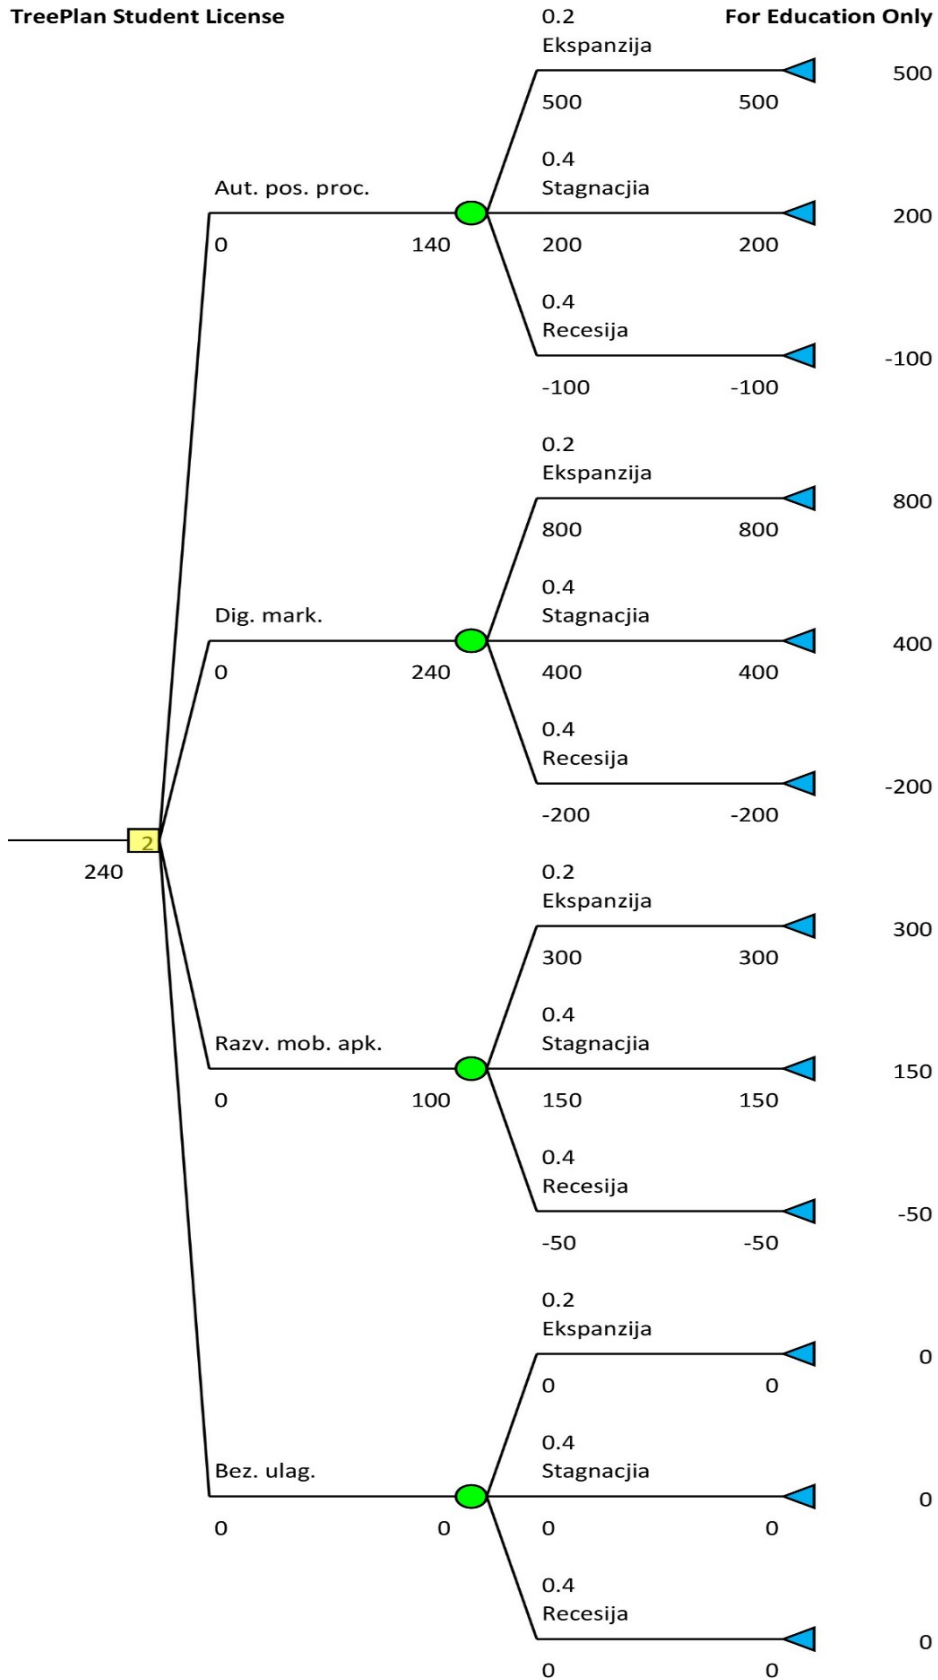 TreePlan Student License For Education Only
0.2
Ekspanzija
500
500 500
0.4
Aut. pos. proc. Stagnacjia
200
0 140 200 200
0.4
Recesija
-100
-100 -100
0.2
Ekspanzija
800
800 800
0.4
Dig. mark. Stagnacjia
400
0 240 400 400
0.4
Recesija
-200
-200 -200
2
240
0.2
Ekspanzija
300
300 300
0.4
Razv. mob. apk. Stagnacjia
150
0 100 150 150
0.4
Recesija
-50
-50 -50
0.2
Ekspanzija
0
0 0
0.4
Bez. ulag. Stagnacjia
0
0 0 0 0
0.4
Recesija
0
0 0